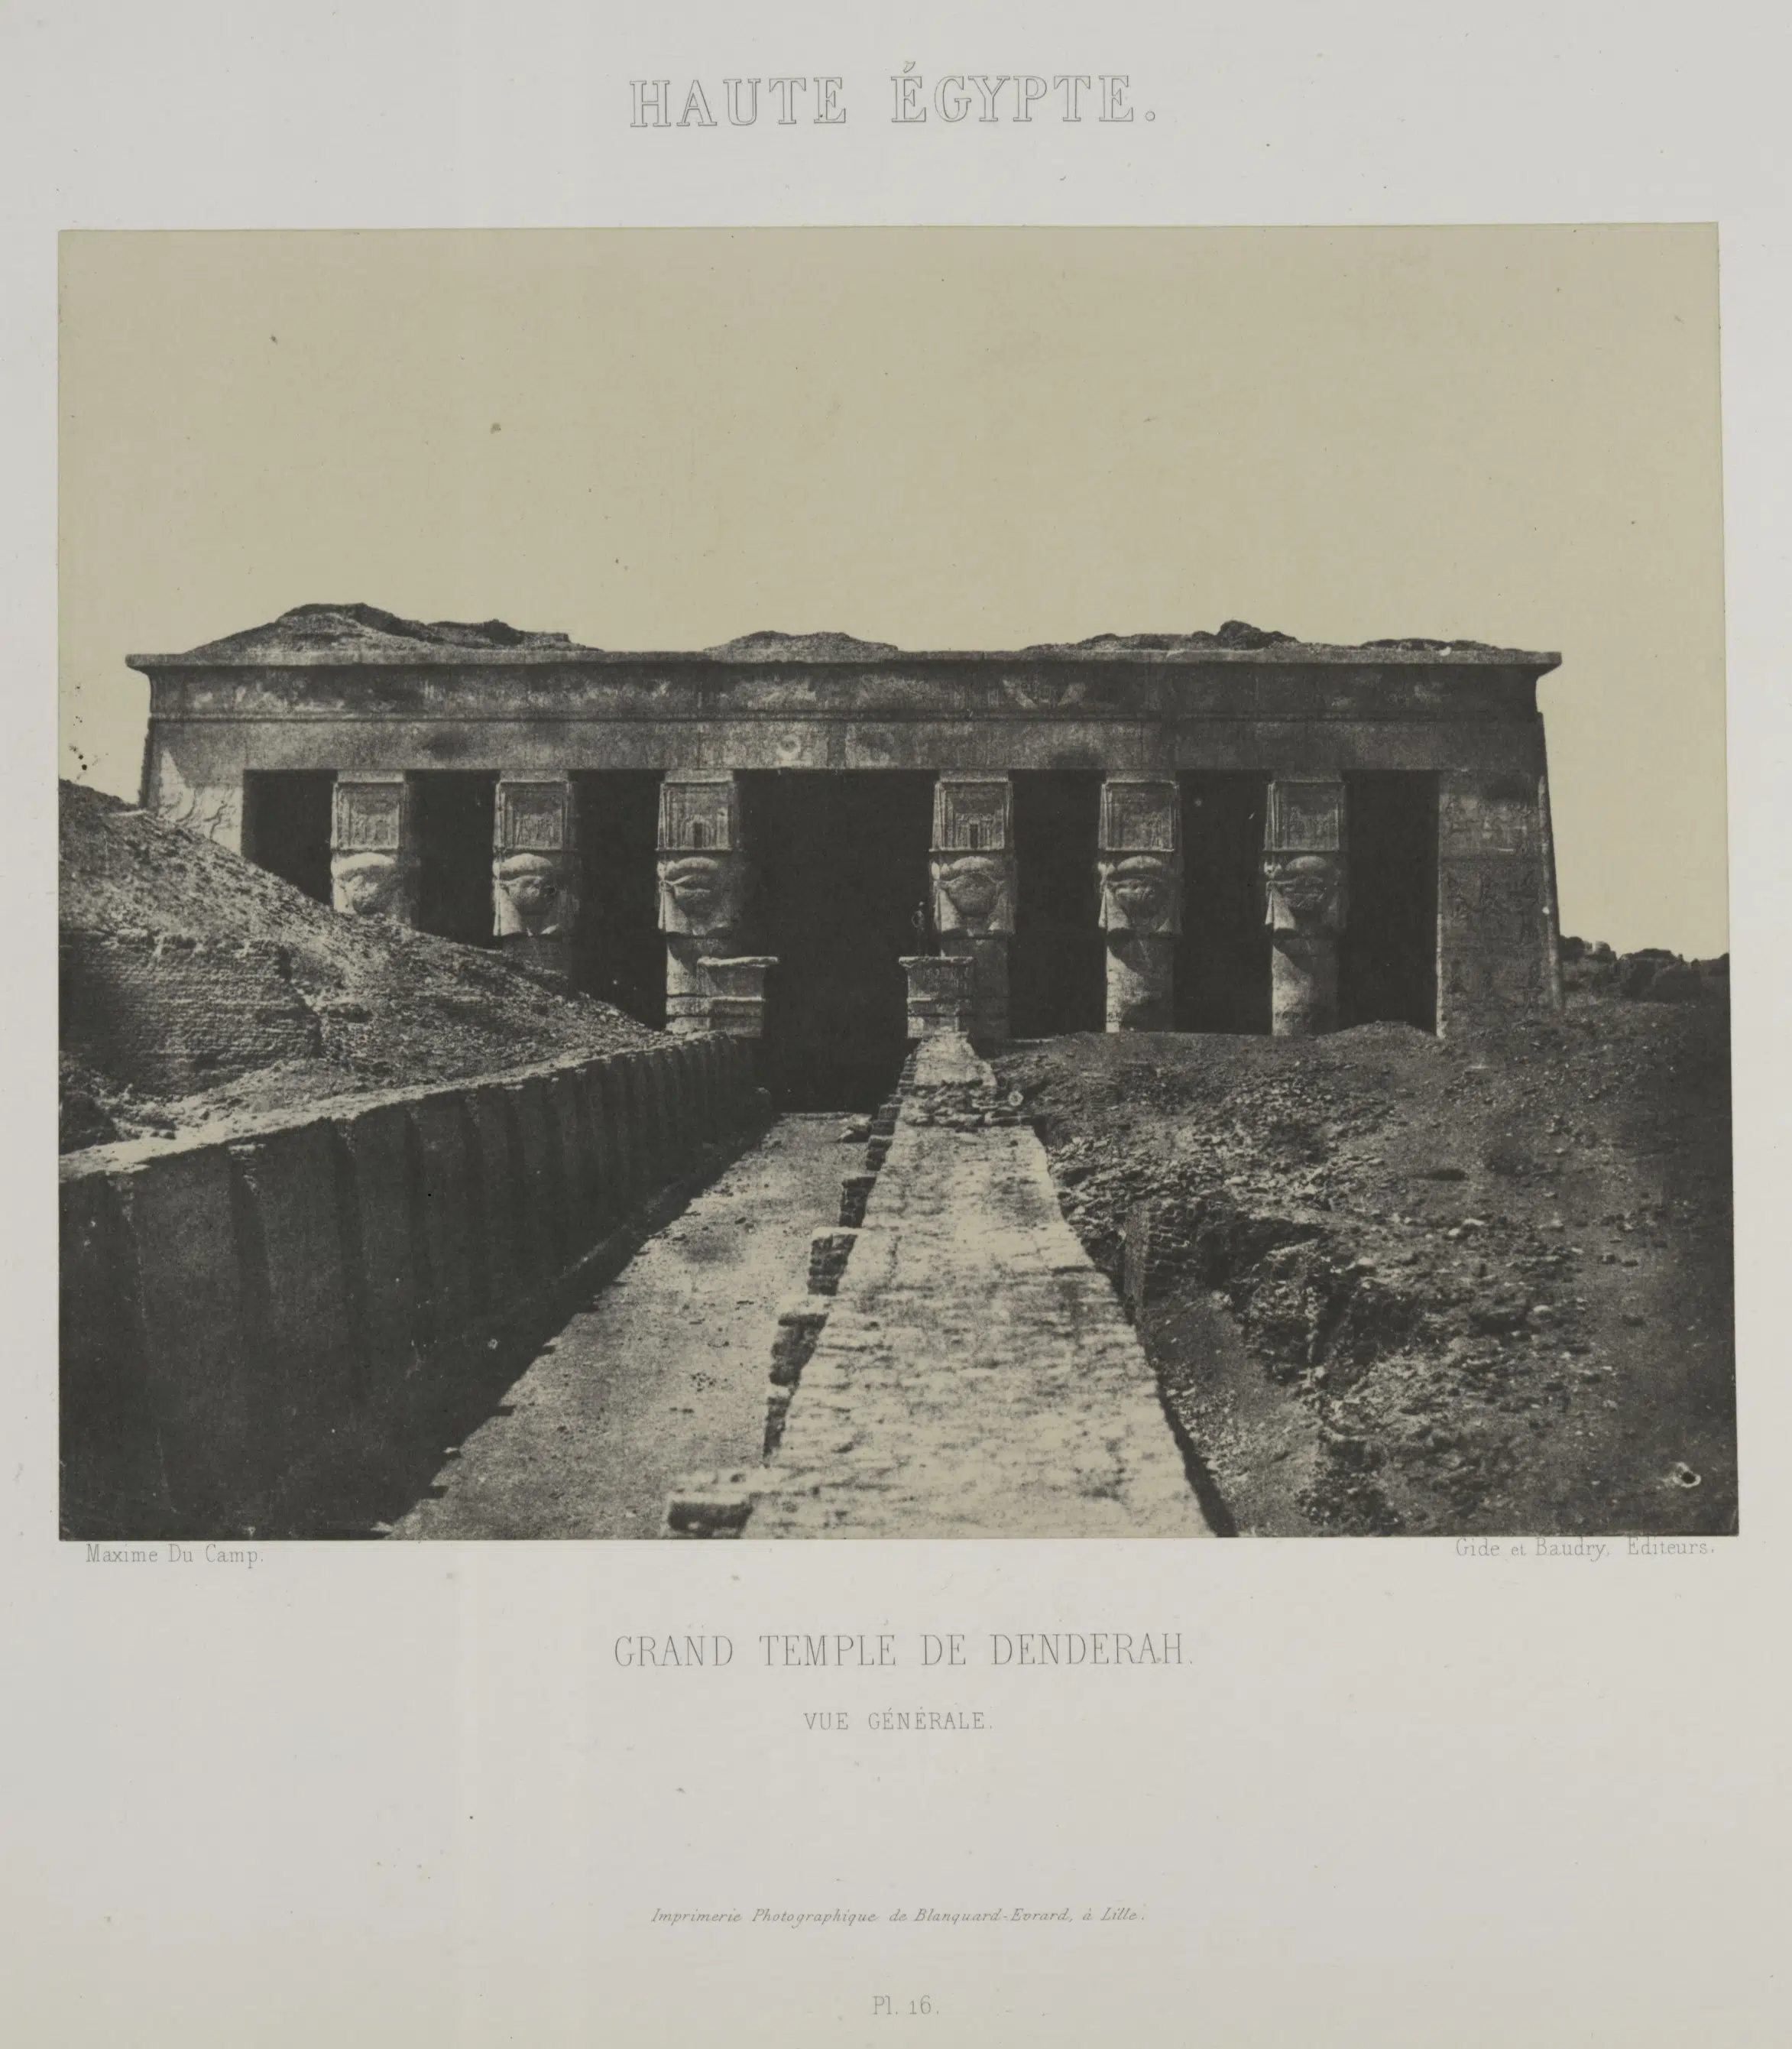 HAUTE ÉGYPTE.
Maxime Du Camp.
Gide et Baudry, Editeurs.
GRAND TEMPLE DE DENDERAH.
VUE GÉNÉRALE.
Imprimerie Photographique de Blanquard-Evrard, à Lille.
Pl. 16.